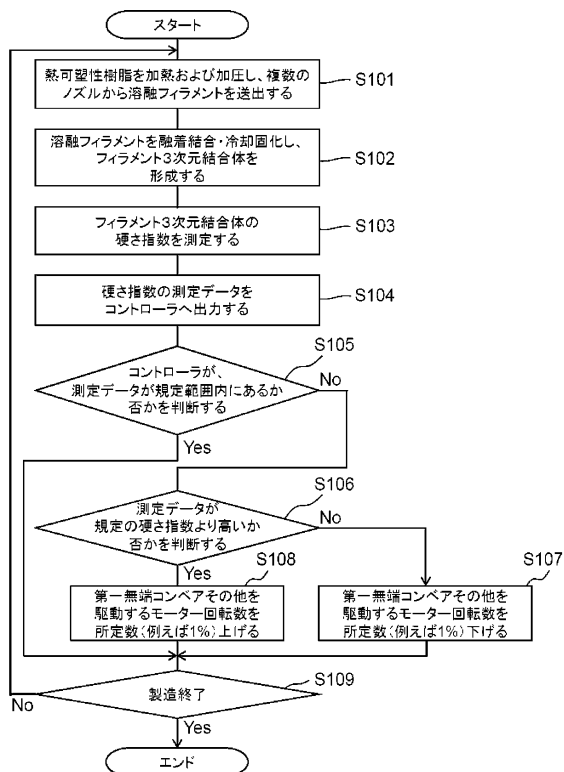 スタート
熱可塑性樹脂を加熱および加圧し、複数の
ノズルから溶融フィラメントを送出する
S101
溶融フィラメントを融着結合・冷却固化し、
フィラメント3次元結合体を
形成する
S102
フィラメント3次元結合体の
硬さ指数を測定する
S103
硬さ指数の測定データを
コントローラへ出力する
S104
S105
コントローラが、
測定データが規定範囲内にあるか
否かを判断する
No
Yes
S106
測定データが
規定の硬さ指数より高いか
否かを判断する
No
Yes
S108
第一無端コンベアその他を
駆動するモーター回転数を
所定数(例えば1%)上げる
S107
第一無端コンベアその他を
駆動するモーター回転数を
所定数(例えば1%)下げる
S109
製造終了
No
Yes
エンド